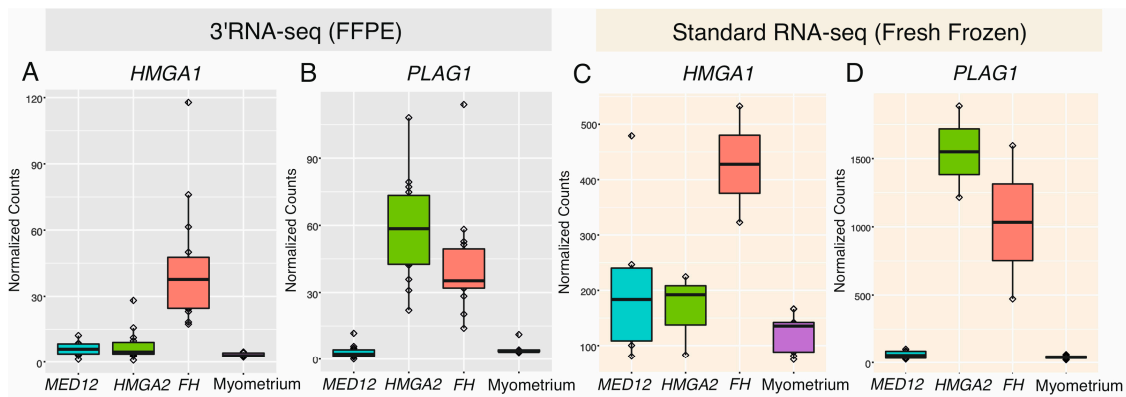 3'RNA-seq (FFPE)
Standard RNA-seq (Fresh Frozen)
A
HMGA1
B
PLAG1
C
HMGA1
D
PLAG1
Normalized Counts
120
90
60
30
0
MED12 HMGA2 FH Myometrium
Normalized Counts
90
60
30
0
MED12 HMGA2 FH Myometrium
Normalized Counts
500
400
300
200
100
MED12 HMGA2 FH Myometrium
Normalized Counts
1500
1000
500
0
MED12 HMGA2 FH Myometrium